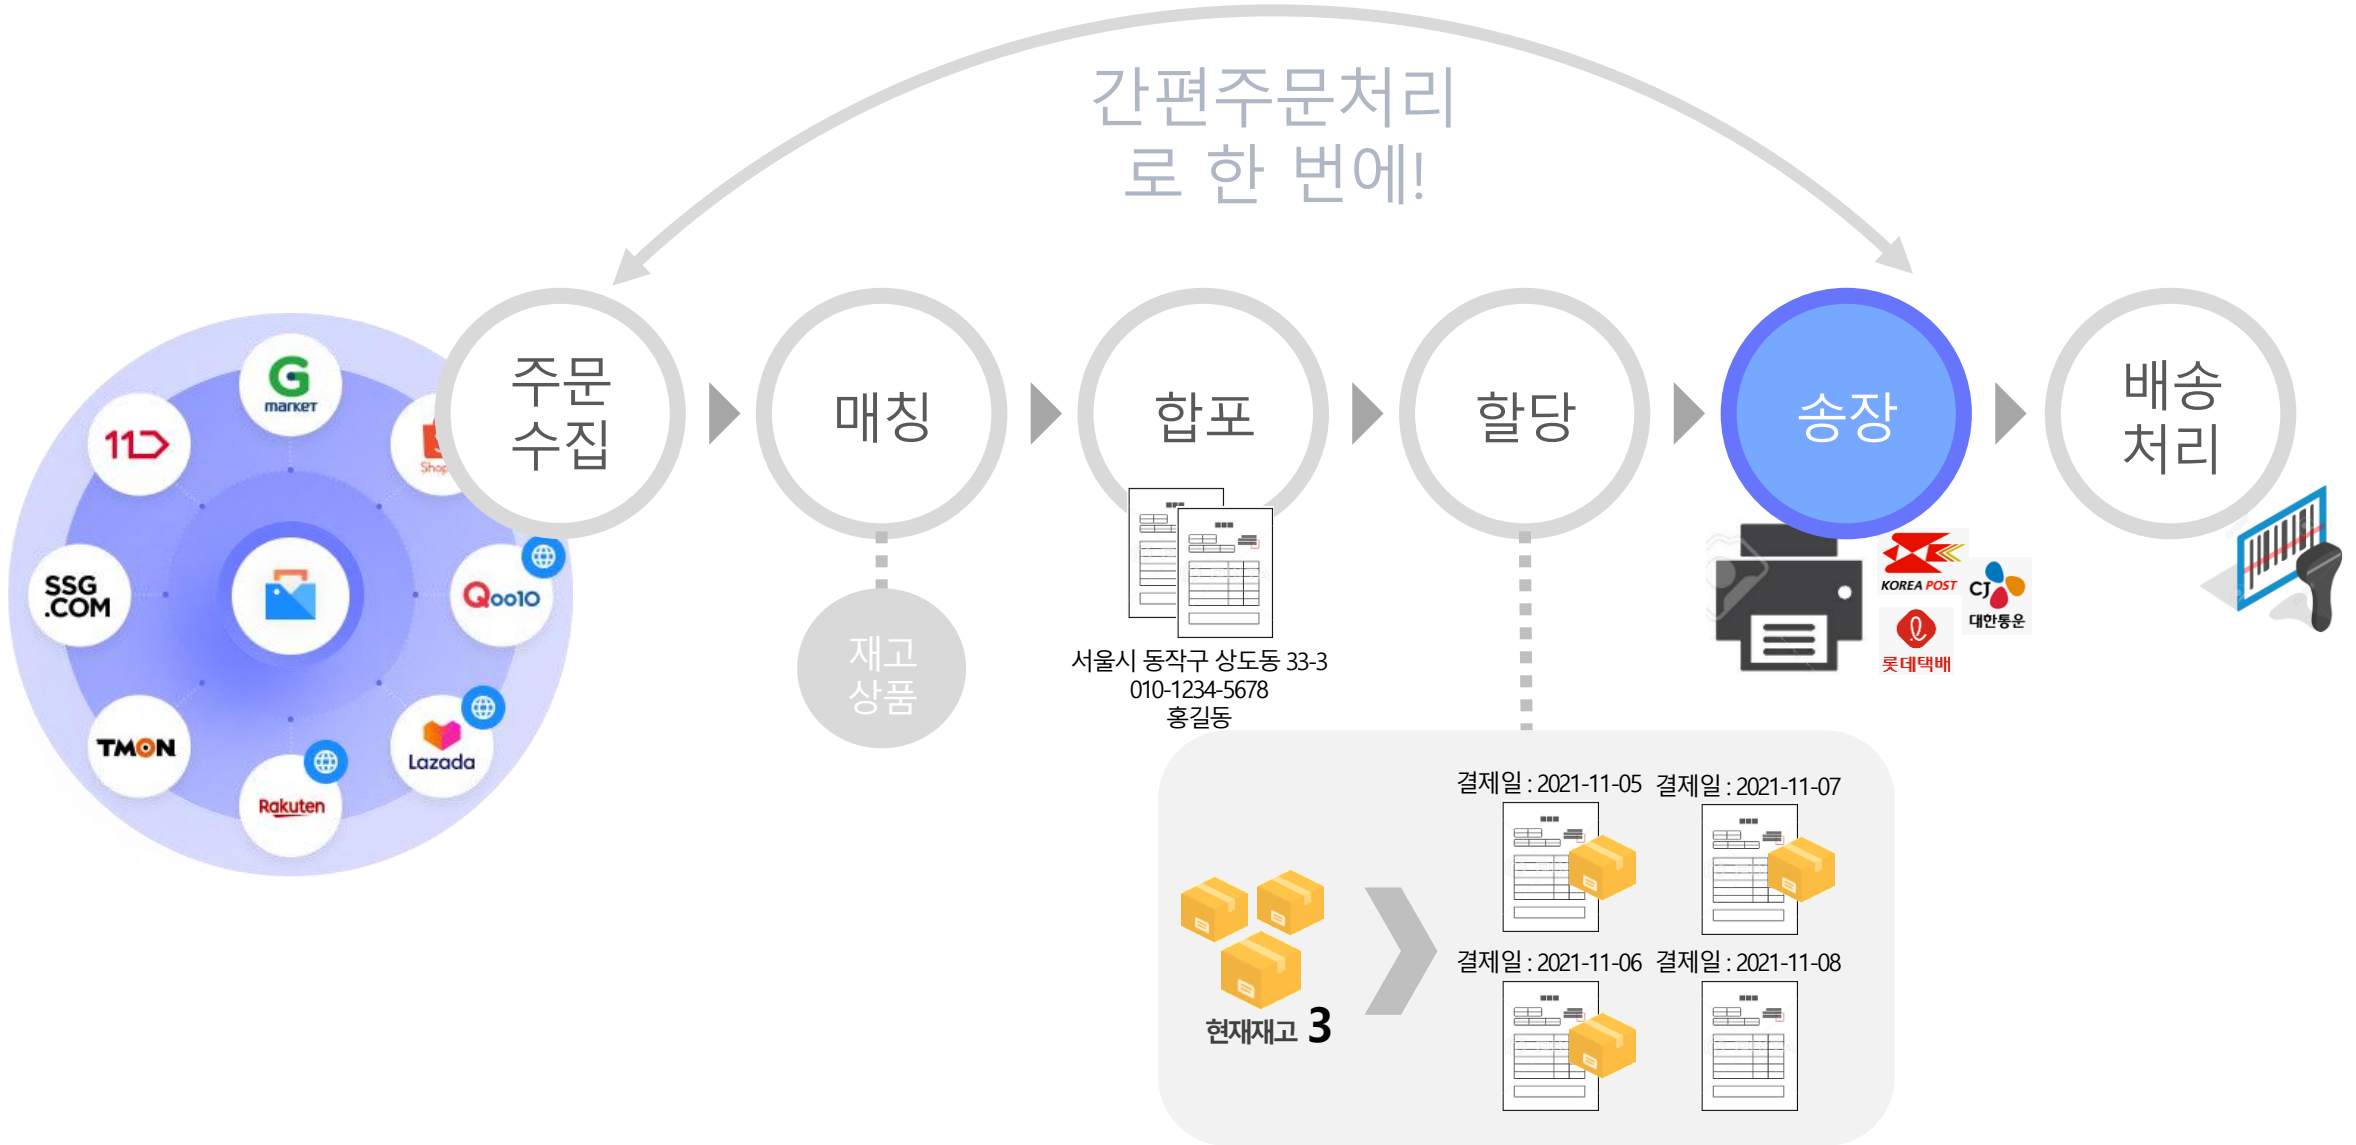 간편주문처리
로 한 번에!
주문
수집
매칭
합포
할당
송장
배송
처리
G
market
11
Shop
SSG
.COM
Qoo10
TMON
Lazada
Rakuten
재고
상품
서울시 동작구 상도동 33-3
010-1234-5678
홍길동
KOREA POST
CJ
대한통운
롯데택배
결제일 : 2021-11-05
결제일 : 2021-11-07
결제일 : 2021-11-06
결제일 : 2021-11-08
현재재고 3